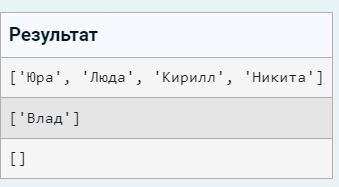 Результат
['Юра', 'Люда', 'Кирилл', 'Никита']
['Влад']
[]